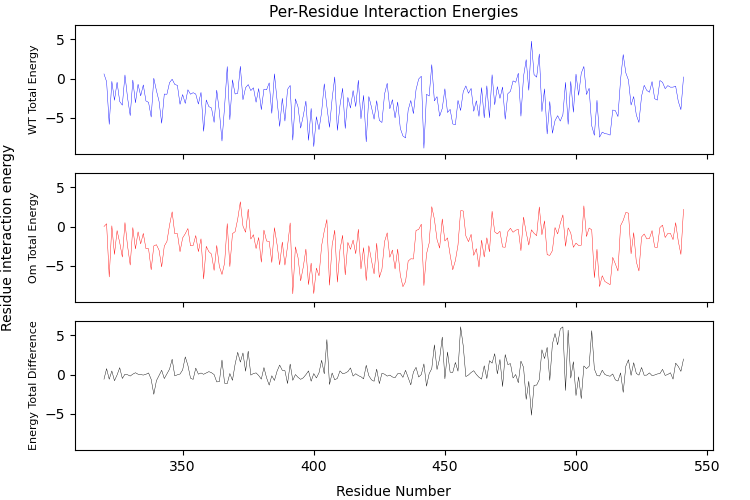 Per-Residue Interaction Energies
Residue interaction energy
WT Total Energy
5
0
−5
Om Total Energy
5
0
−5
Energy Total Difference
5
0
−5
350 400 450 500 550
Residue Number